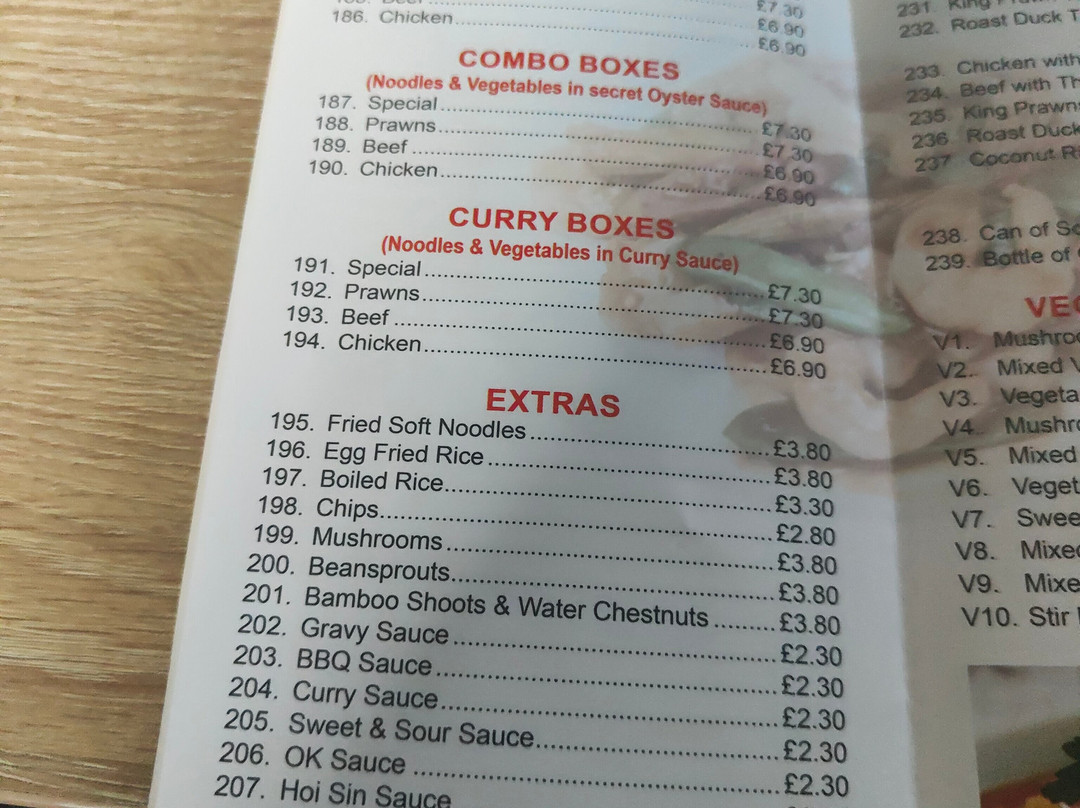 £7.30
185. Beef £6.90
186. Chicken £6.90
COMBO BOXES
(Noodles & Vegetables in secret Oyster Sauce)
187. Special £7.30
188. Prawns £7.30
189. Beef £6.90
190. Chicken £6.90
CURRY BOXES
(Noodles & Vegetables in Curry Sauce)
191. Special £7.30
192. Prawns £7.30
193. Beef £6.90
194. Chicken £6.90
EXTRAS
195. Fried Soft Noodles £3.80
196. Egg Fried Rice £3.80
197. Boiled Rice £3.30
198. Chips £2.80
199. Mushrooms £3.80
200. Beansprouts £3.80
201. Bamboo Shoots & Water Chestnuts £3.80
202. Gravy Sauce £2.30
203. BBQ Sauce £2.30
204. Curry Sauce £2.30
205. Sweet & Sour Sauce £2.30
206. OK Sauce £2.30
207. Hoi Sin Sauce
231. King
232. Roast Duck
233. Chicken with
234. Beef with
235. King Prawns
236. Roast Duck
237. Coconut
238. Can of
239. Bottle of
V1.
V2. Mixed
V3.
V4.
V5. Mixed
V6.
V7.
V8.
V9.
V10. Stir